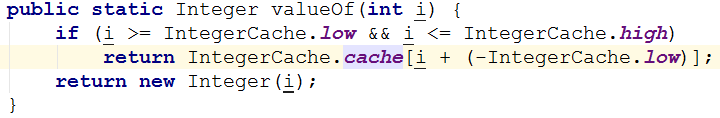 public static Integer valueOf(int i) {
    if (i >= IntegerCache.low && i <= IntegerCache.high)
        return IntegerCache.cache[i + (-IntegerCache.low)];
    return new Integer(i);
}